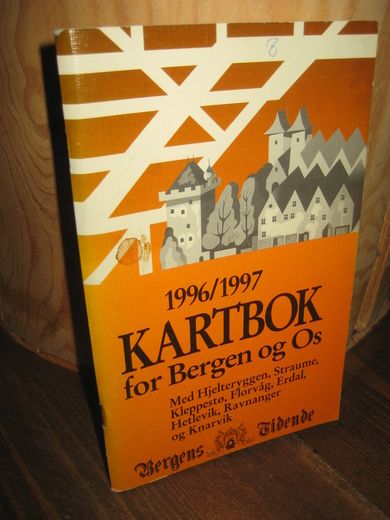 8
1996/1997
KARTBOK
for Bergen og Os
Med Hjelteryggen, Straume,
Kleppestø, Florvåg, Erdal,
Hetlevik, Ravnanger
og Knarvik
Bergens Tidende